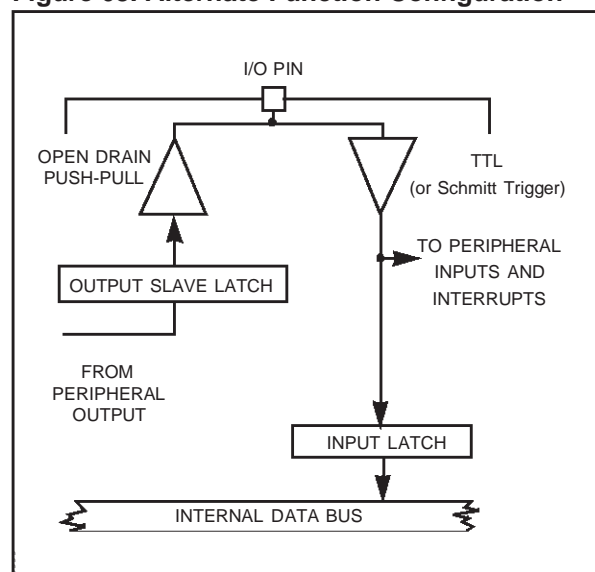 I/O PIN
OPEN DRAIN
PUSH-PULL
TTL
(or Schmitt Trigger)
TO PERIPHERAL
INPUTS AND
INTERRUPTS
OUTPUT SLAVE LATCH
FROM
PERIPHERAL
OUTPUT
INPUT LATCH
INTERNAL DATA BUS